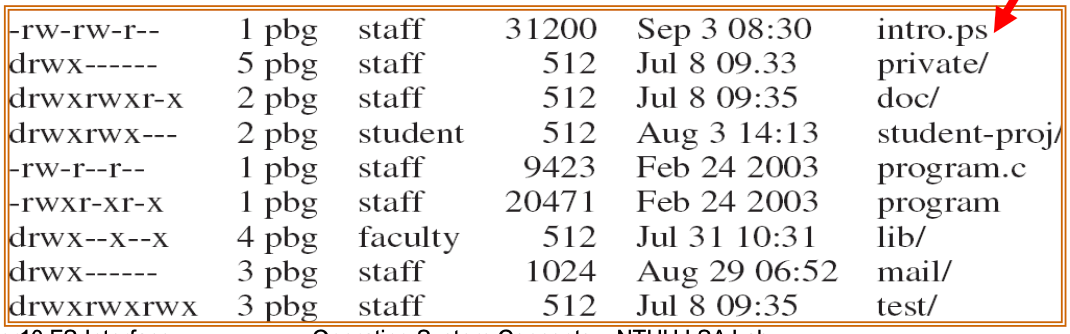 -rw-rw-r-- 1 pbg staff 31200 Sep 3 08:30 intro.ps
drwx------ 5 pbg staff 512 Jul 8 09.33 private/
drwxrwxr-x 2 pbg staff 512 Jul 8 09:35 doc/
drwxrwx--- 2 pbg student 512 Aug 3 14:13 student-proj/
-rw-r--r-- 1 pbg staff 9423 Feb 24 2003 program.c
-rwxr-xr-x 1 pbg staff 20471 Feb 24 2003 program
drwx--x--x 4 pbg faculty 512 Jul 31 10:31 lib/
drwx------ 3 pbg staff 1024 Aug 29 06:52 mail/
drwxrwxrwx 3 pbg staff 512 Jul 8 09:35 test/